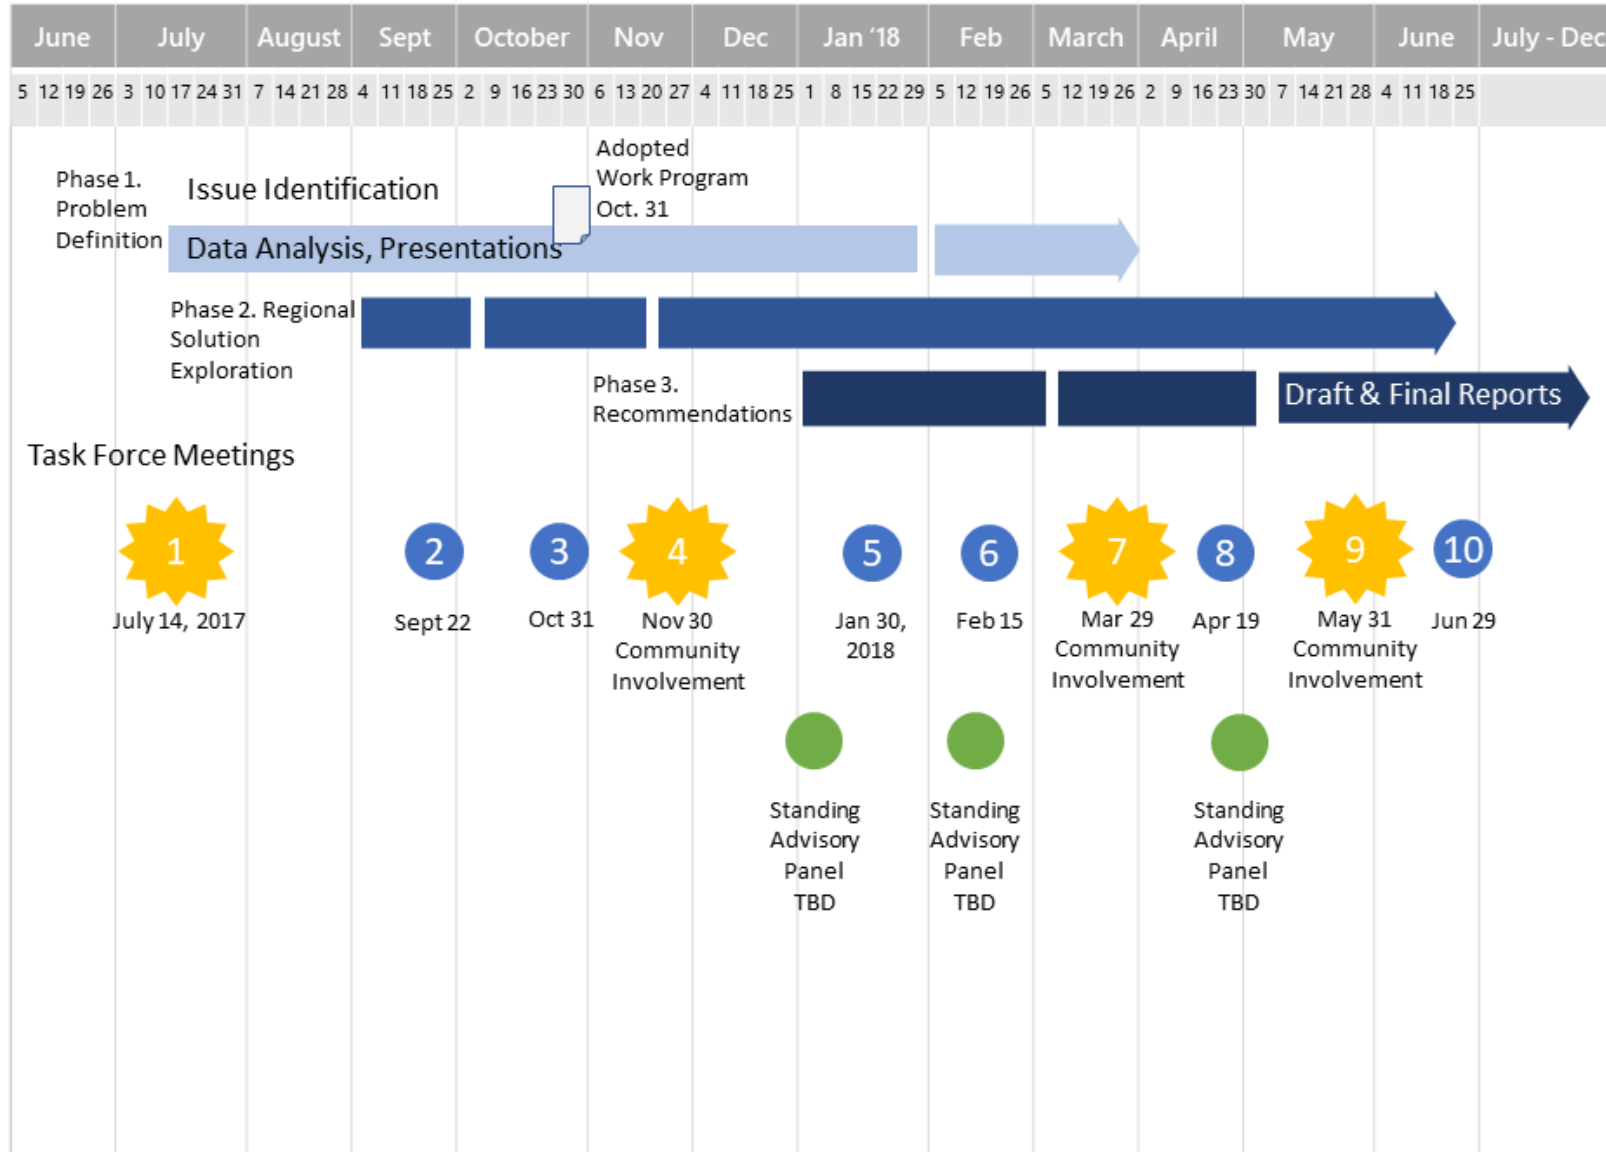 June July August Sept October Nov Dec Jan ‘18 Feb March April May June July - Dec
5 12 19 26 3 10 17 24 31 7 14 21 28 4 11 18 25 2 9 16 23 30 6 13 20 27 4 11 18 25 1 8 15 22 29 5 12 19 26 5 12 19 26 2 9 16 23 30 7 14 21 28 4 11 18 25
Phase 1.
Problem
Definition
Issue Identification
Data Analysis, Presentations
Adopted
Work Program
Oct. 31
Phase 2. Regional
Solution
Exploration
Phase 3.
Recommendations
Draft & Final Reports
Task Force Meetings
1
July 14, 2017
2
Sept 22
3
Oct 31
4
Nov 30
Community
Involvement
5
Jan 30,
2018
6
Feb 15
7
Mar 29
Community
Involvement
8
Apr 19
9
May 31
Community
Involvement
10
Jun 29
Standing
Advisory
Panel
TBD
Standing
Advisory
Panel
TBD
Standing
Advisory
Panel
TBD